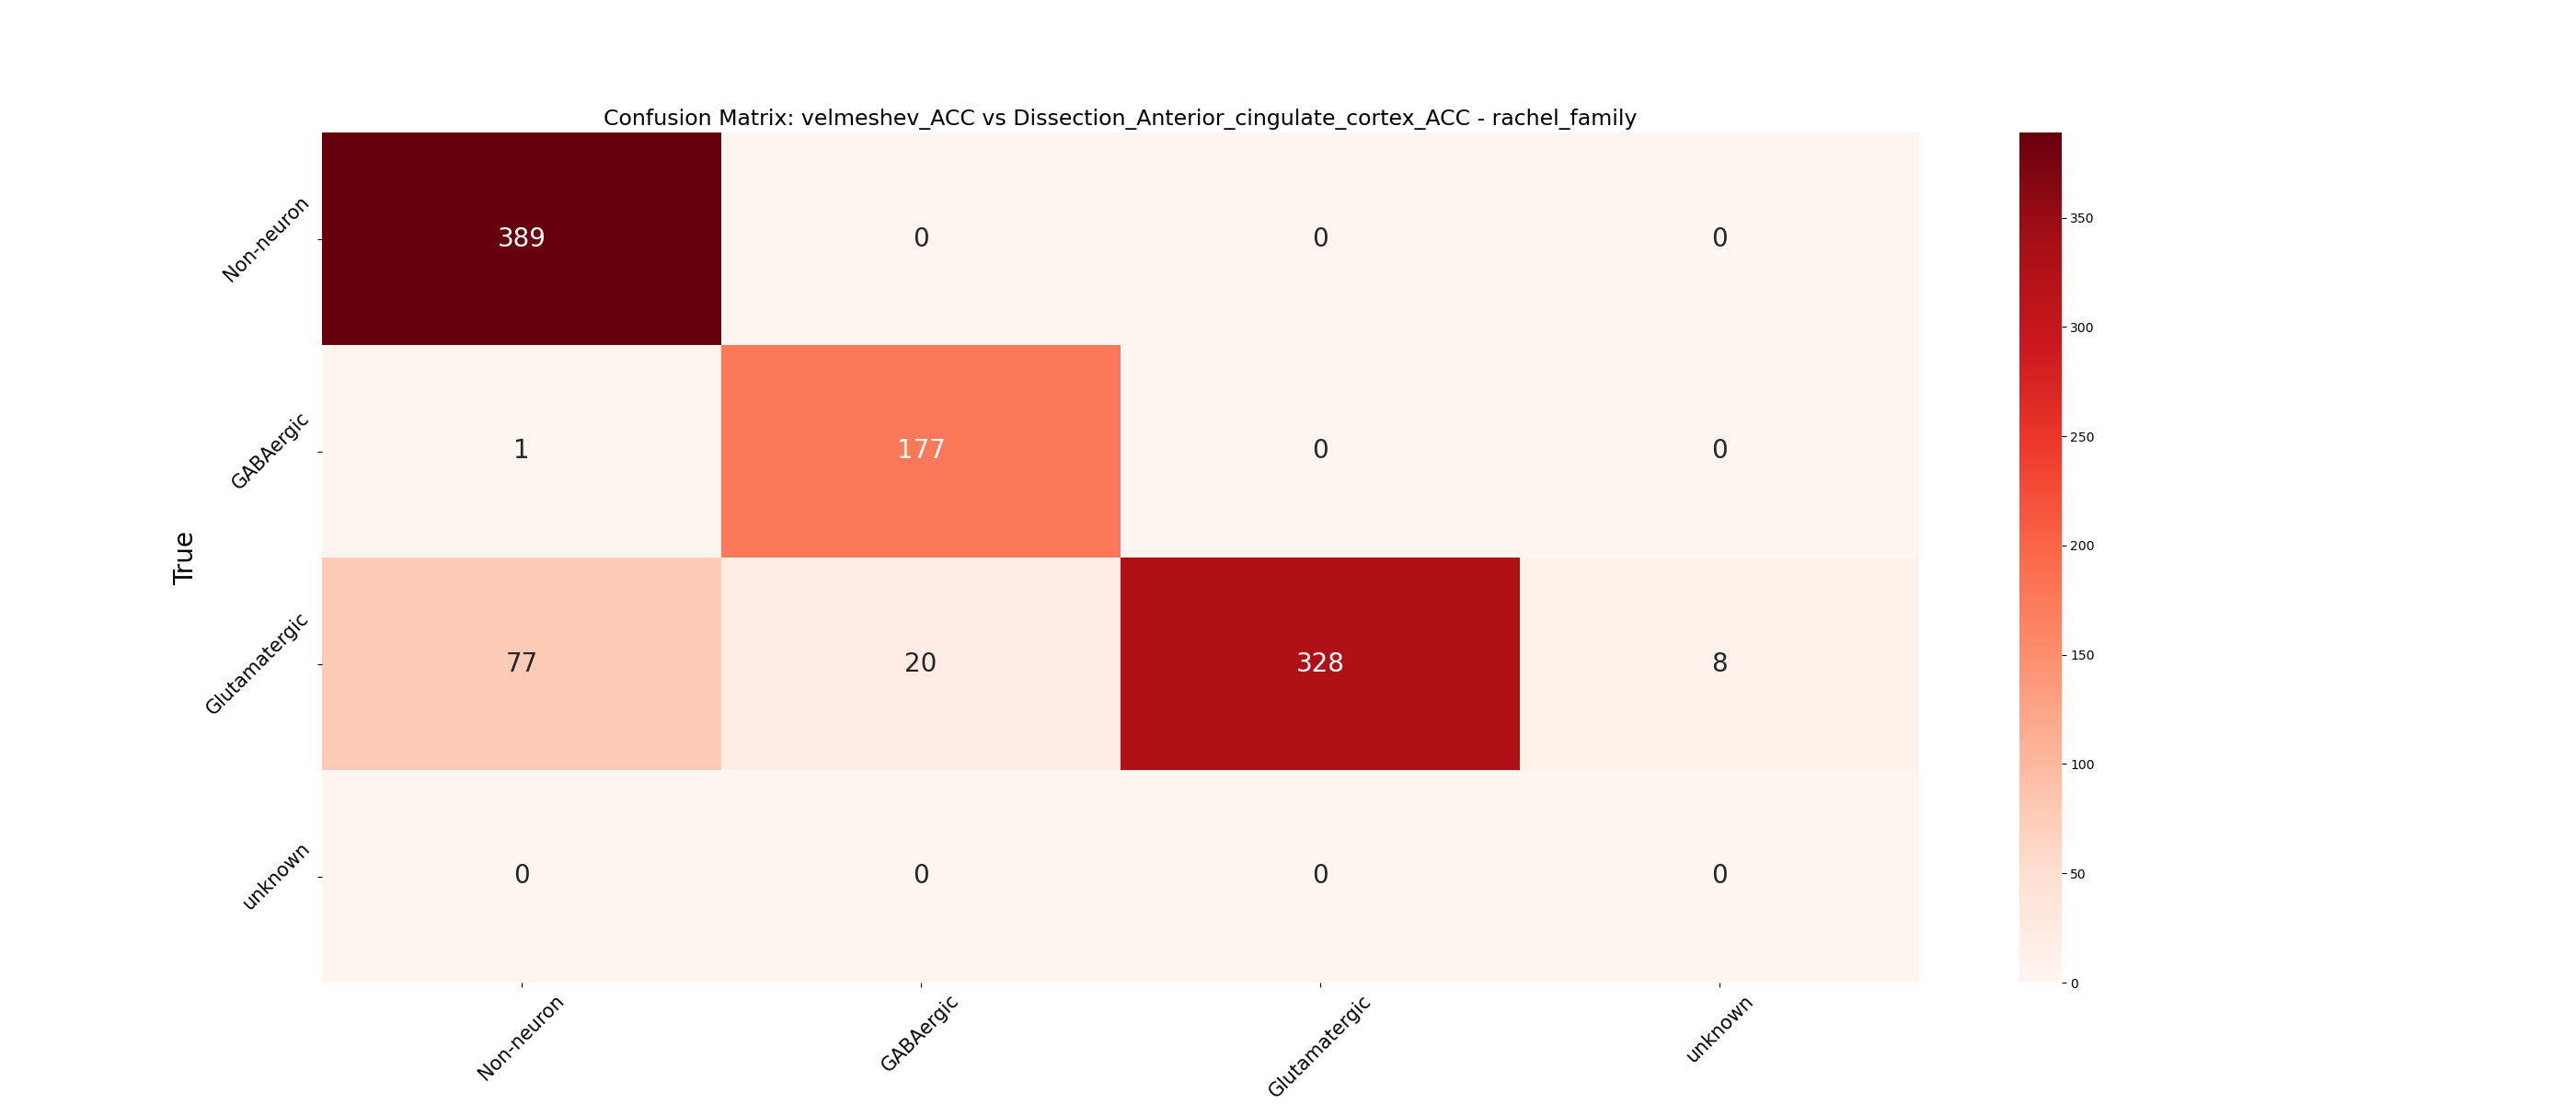 Confusion Matrix: velmeshev_ACC vs Dissection_Anterior_cingulate_cortex_ACC - rachel_family
True
Non-neuron
389
0
0
0
GABAergic
1
177
0
0
Glutamatergic
77
20
328
8
unknown
0
0
0
0
Non-neuron
GABAergic
Glutamatergic
unknown
350
300
250
200
150
100
50
0